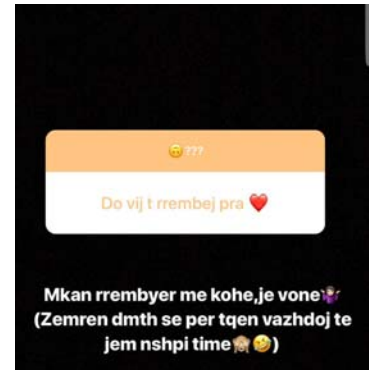 🙃???
Do vij t rrembej pra ❤️
Mkan rrembyer me kohe,je vone🤷🏻‍♀️
(Zemren dmth se per tqen vazhdoj te
jem nshpi time🙈🤣)